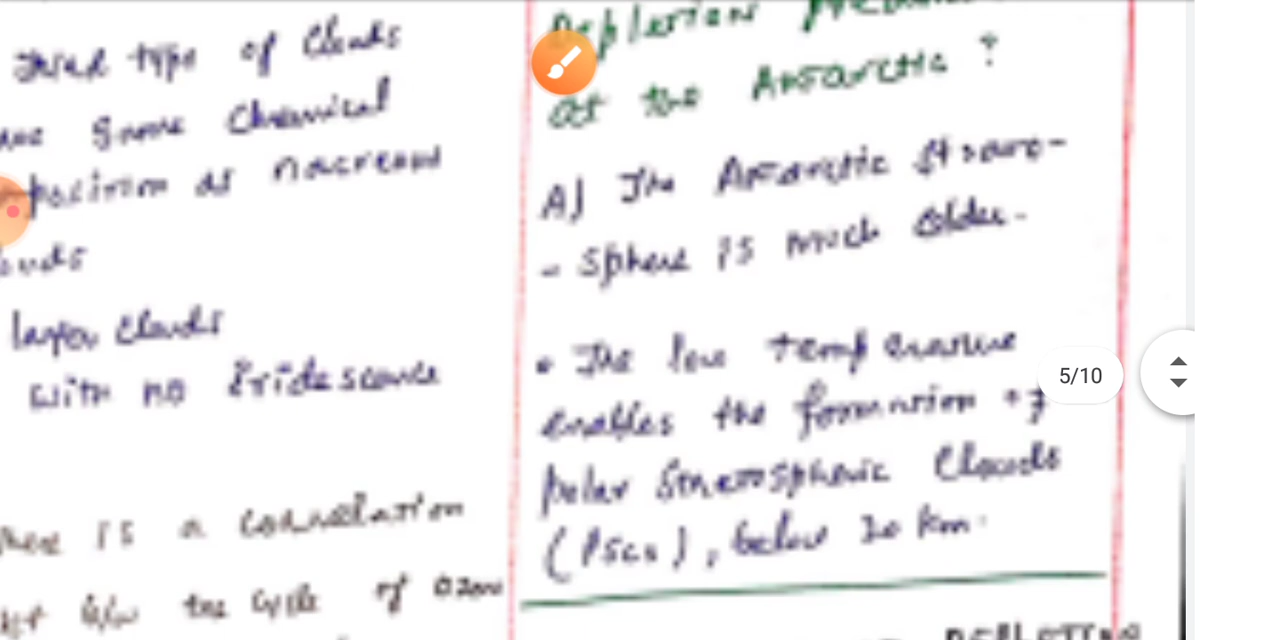 third type of Clouds
same Chemical
as nacreous
layer Clouds
with no iridescence
is a correlation
b/w the cycle of ozone
Depletion
at the Antarctic ?
A) The Antarctic strato-
- sphere is much colder.
• The low temperature
enables the formation of
polar stratospheric Clouds
(PSCs), below 20 km.
5/10
DEPLETION